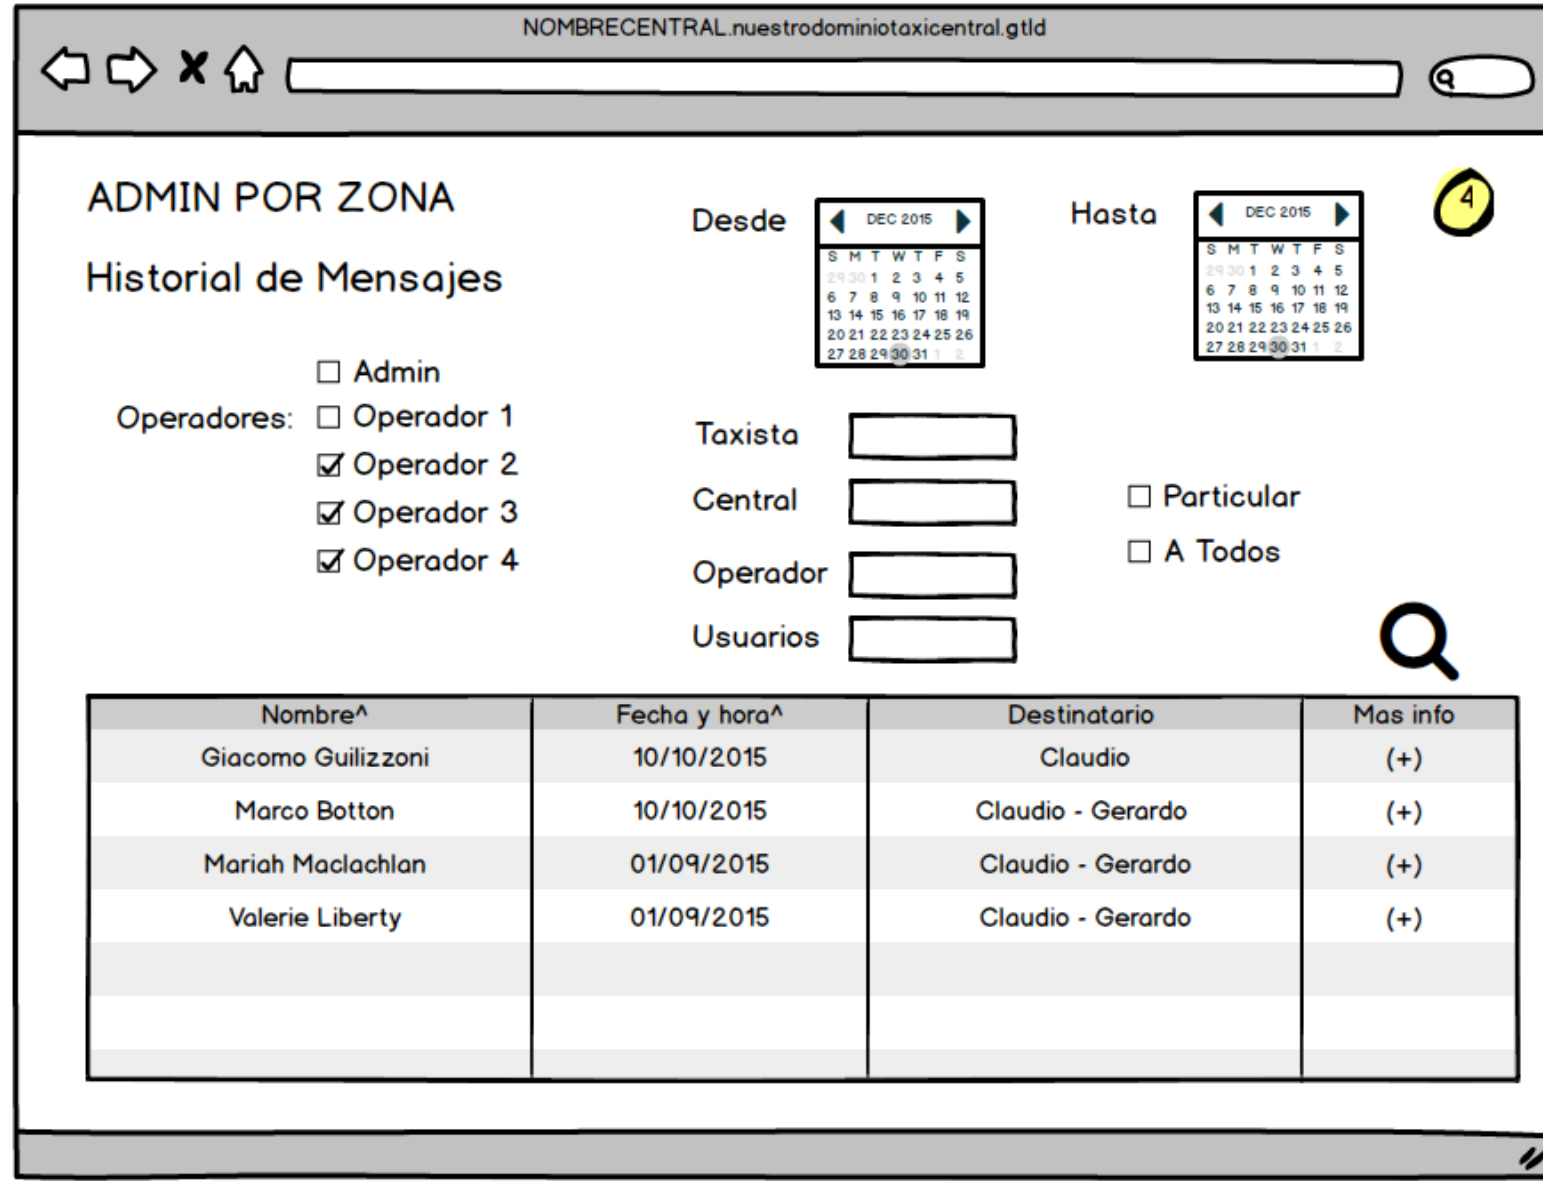 NOMBRECENTRAL.nuestrodominiotaxicentral.gtld
ADMIN POR ZONA
Historial de Mensajes
Desde
DEC 2015
S M T W T F S
29 30 1 2 3 4 5
6 7 8 9 10 11 12
13 14 15 16 17 18 19
20 21 22 23 24 25 26
27 28 29 30 31 1 2
Hasta
DEC 2015
S M T W T F S
29 30 1 2 3 4 5
6 7 8 9 10 11 12
13 14 15 16 17 18 19
20 21 22 23 24 25 26
27 28 29 30 31 1 2
4
Admin
Operadores: Operador 1
Operador 2
Operador 3
Operador 4
Taxista
Central
Operador
Usuarios
Particular
A Todos
Nombre^ Fecha y hora^ Destinatario Mas info
Giacomo Guilizzoni 10/10/2015 Claudio (+)
Marco Botton 10/10/2015 Claudio - Gerardo (+)
Mariah Maclachlan 01/09/2015 Claudio - Gerardo (+)
Valerie Liberty 01/09/2015 Claudio - Gerardo (+)